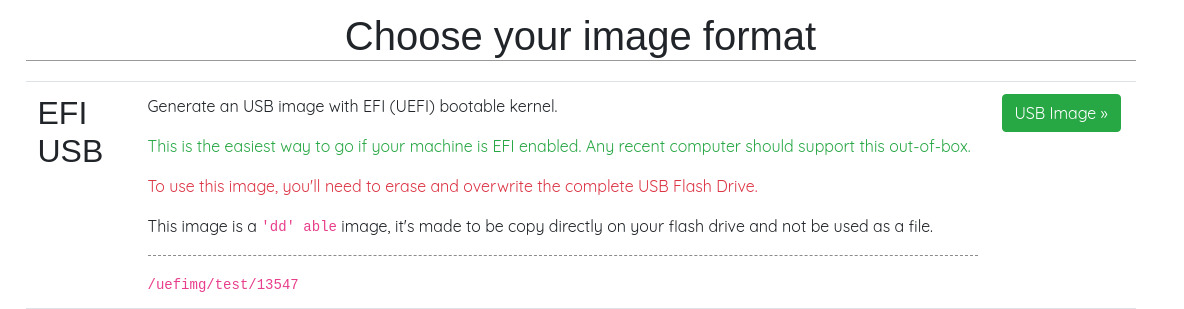 Choose your image format
EFI
USB
Generate an USB image with EFI (UEFI) bootable kernel.
This is the easiest way to go if your machine is EFI enabled. Any recent computer should support this out-of-box.
To use this image, you'll need to erase and overwrite the complete USB Flash Drive.
This image is a 'dd' able image, it's made to be copy directly on your flash drive and not be used as a file.
/uefimg/test/13547
USB Image »